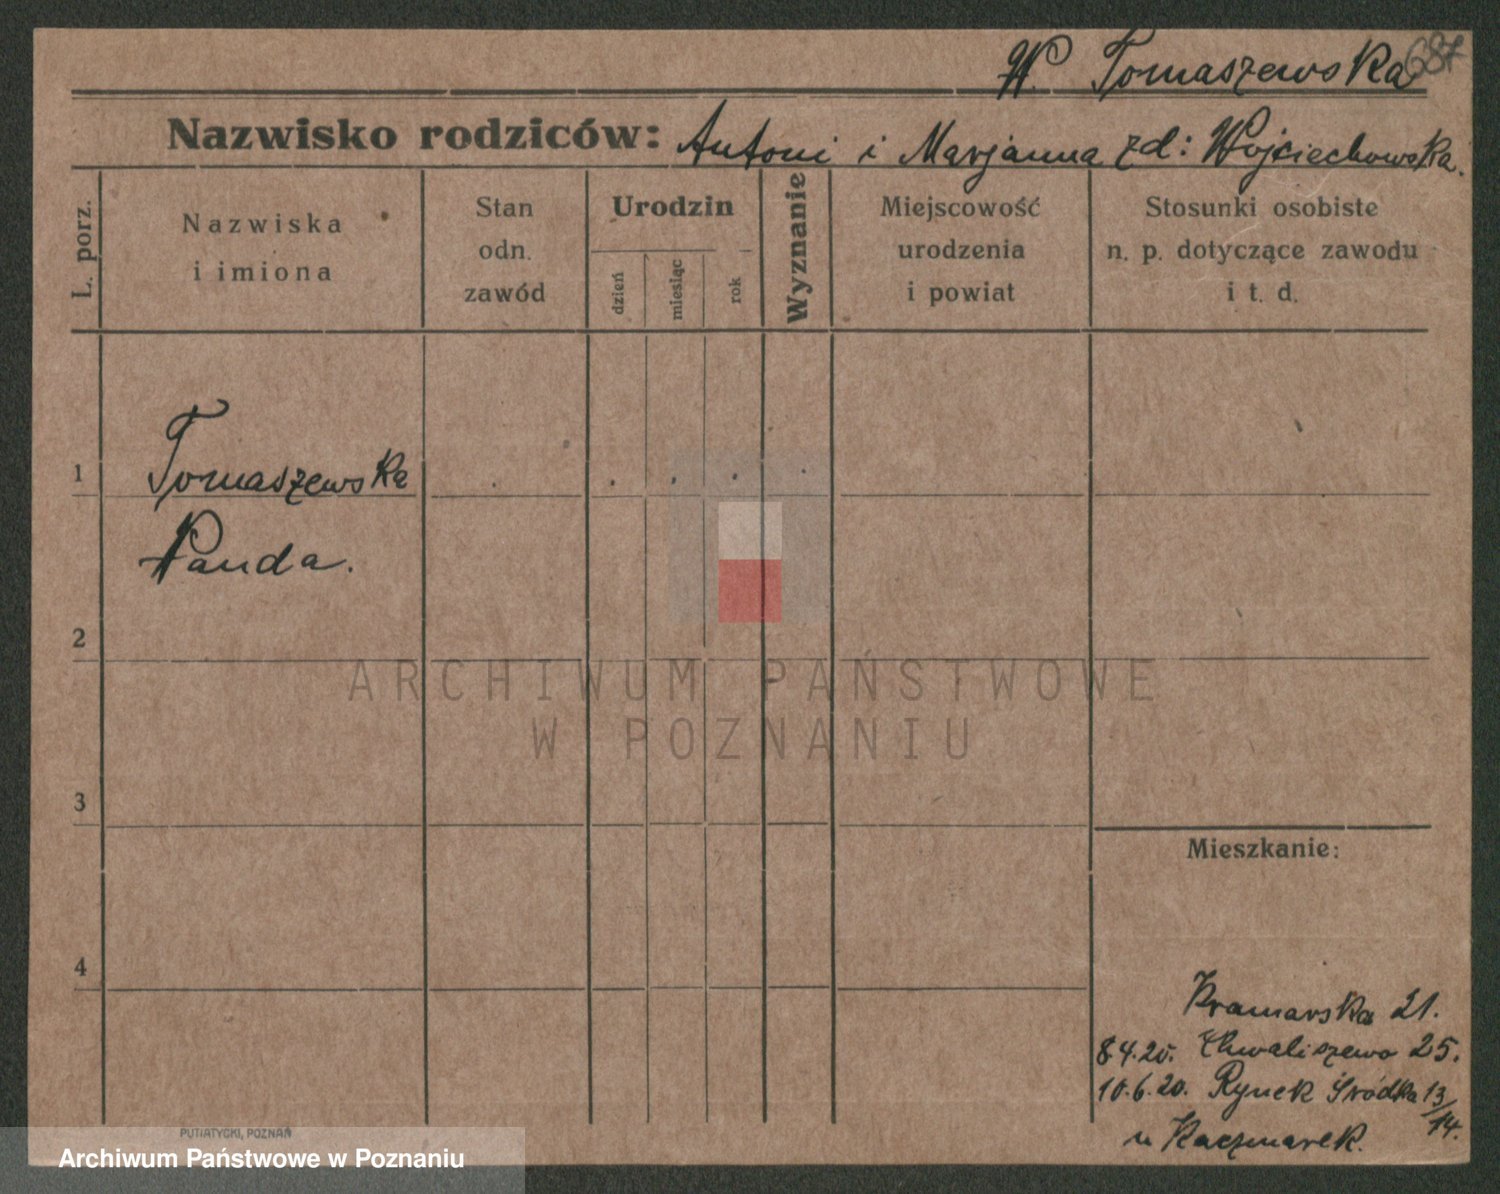 687
W. Tomaszewska
Nazwisko rodziców: Antoni i Marjanna zd: Wojciechowska.
L. porz.
Nazwiska
i imiona
Stan
odn.
zawód
Urodzin
dzień
miesiąc
rok
Wyznanie
Miejscowość
urodzenia
i powiat
Stosunki osobiste
n. p. dotyczące zawodu
i t. d.
1
Tomaszewska
Wanda.
2
3
4
Mieszkanie:
Kramarska 21.
8.4.20. Chwaliszewo 25.
10.6.20. Rynek Śródka 13/14.
u Kaczmarek.
PUTIATYCKI, POZNAŃ
ARCHIWUM PAŃSTWOWE
W POZNANIU
Archiwum Państwowe w Poznaniu